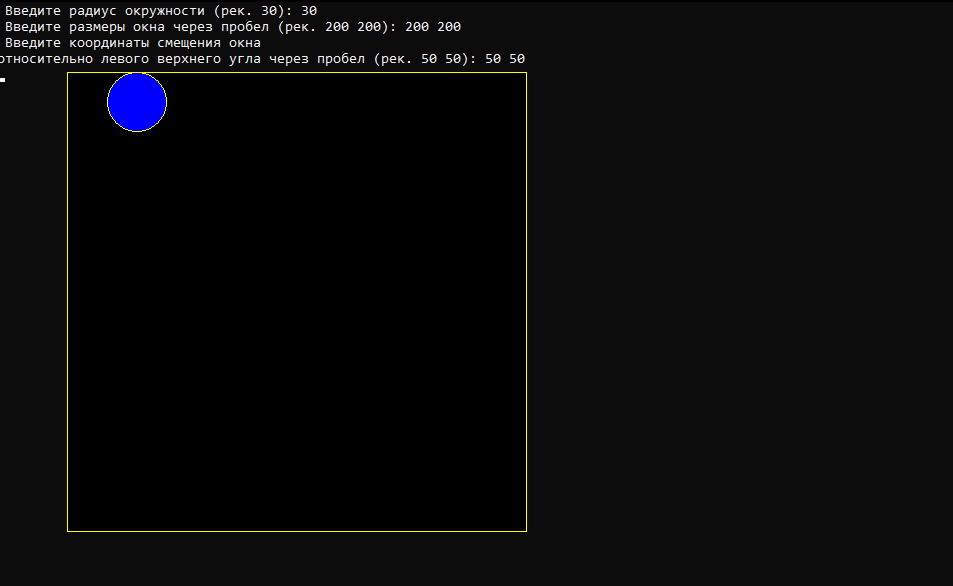 Введите радиус окружности (рек. 30): 30
Введите размеры окна через пробел (рек. 200 200): 200 200
Введите координаты смещения окна
относительно левого верхнего угла через пробел (рек. 50 50): 50 50